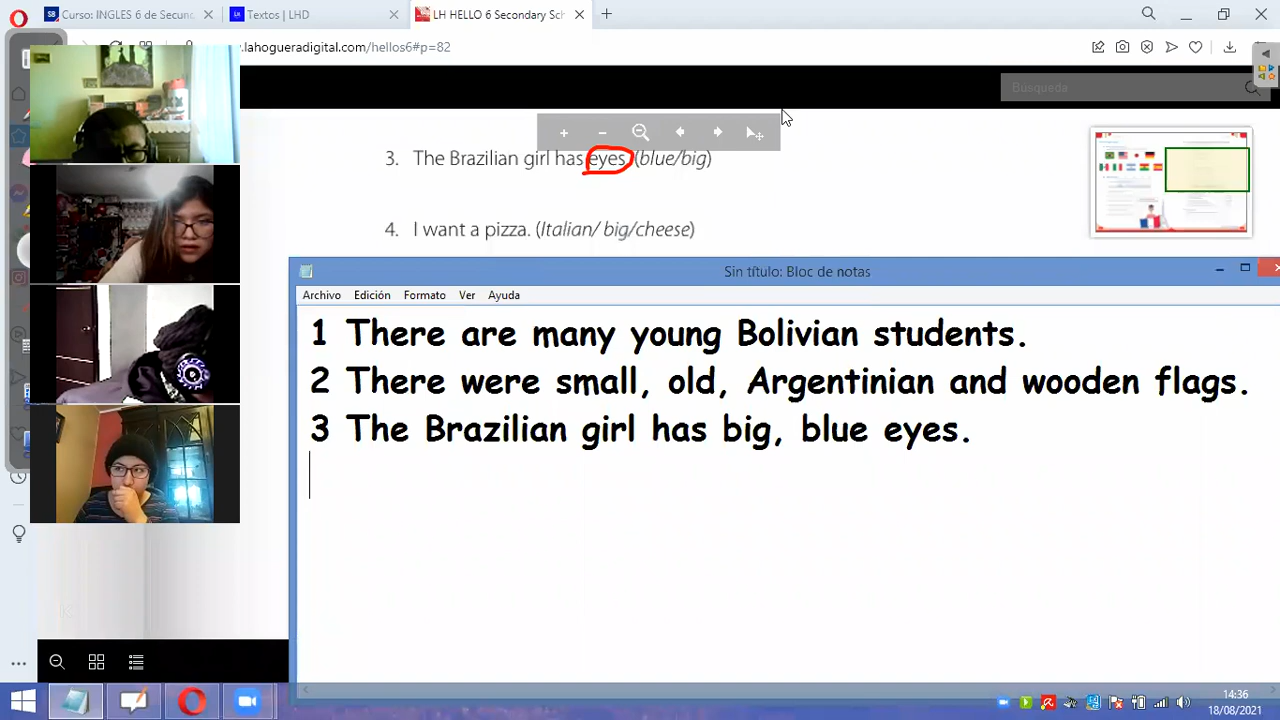 Curso: INGLES 6 de Secunc
Textos | LHD
LH HELLO 6 Secondary Sch
.lahogueradigital.com/hellos6#p=82
Búsqueda
3. The Brazilian girl has eyes. (blue/big)
4. I want a pizza. (Italian/ big/cheese)
Sin título: Bloc de notas
Archivo Edición Formato Ver Ayuda
1 There are many young Bolivian students.
2 There were small, old, Argentinian and wooden flags.
3 The Brazilian girl has big, blue eyes.
14:36
18/08/2021